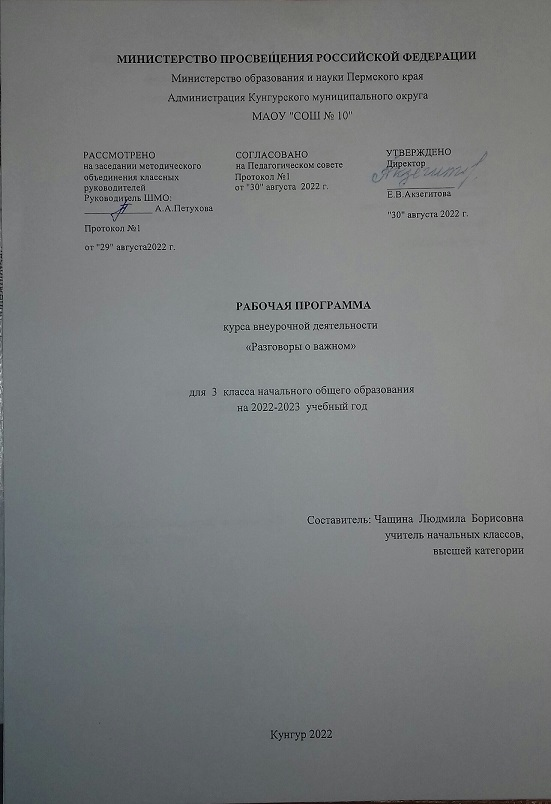 МИНИСТЕРСТВО ПРОСВЕЩЕНИЯ РОССИЙСКОЙ ФЕДЕРАЦИИ
Министерство образования и науки Пермского края
Администрация Кунгурского муниципального округа
МАОУ "СОШ № 10"
РАССМОТРЕНО
на заседании методического
объединения классных
руководителей
Руководитель ШМО:
А.А.Петухова
Протокол №1
от "29" августа2022 г.
СОГЛАСОВАНО
на Педагогическом совете
Протокол №1
от "30" августа 2022 г.
УТВЕРЖДЕНО
Директор
Е.В.Акзегитова
"30" августа 2022 г.
РАБОЧАЯ ПРОГРАММА
курса внеурочной деятельности
«Разговоры о важном»
для 3 класса начального общего образования
на 2022-2023 учебный год
Составитель: Чащина Людмила Борисовна
учитель начальных классов,
высшей категории
Кунгур 2022